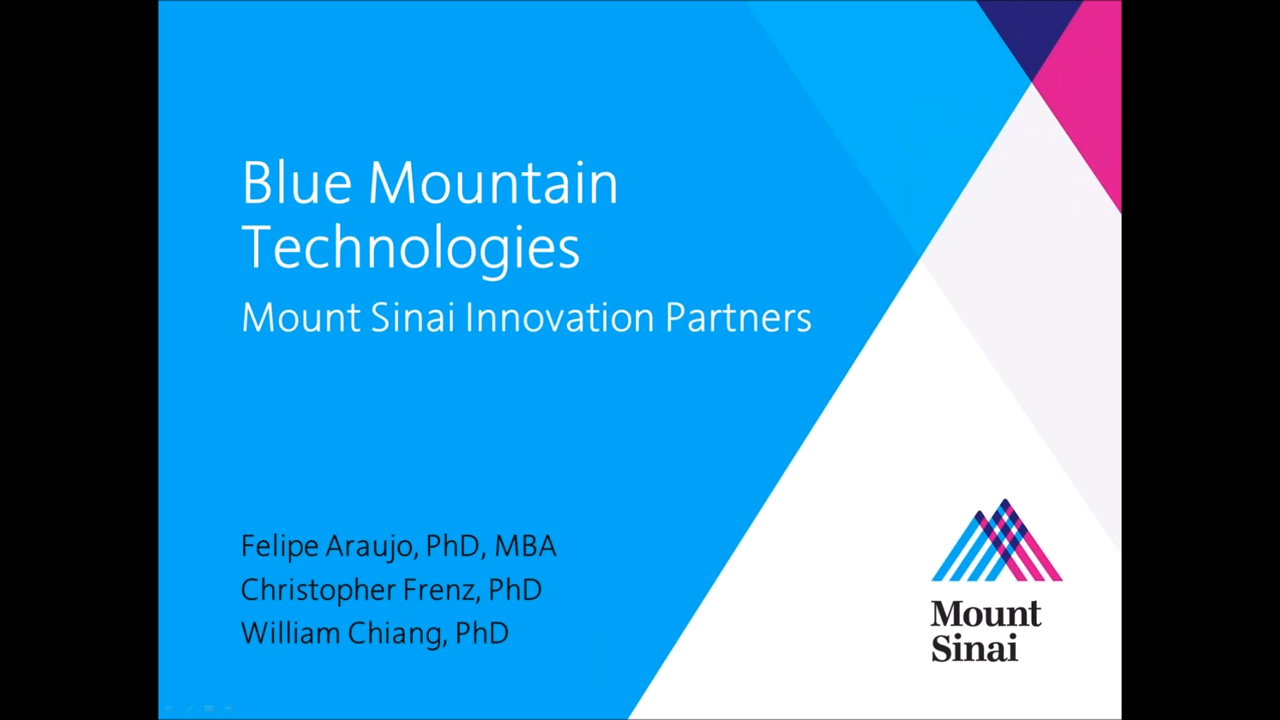 Blue Mountain
Technologies
Mount Sinai Innovation Partners
Felipe Araujo, PhD, MBA
Christopher Frenz, PhD
William Chiang, PhD
Mount
Sinai